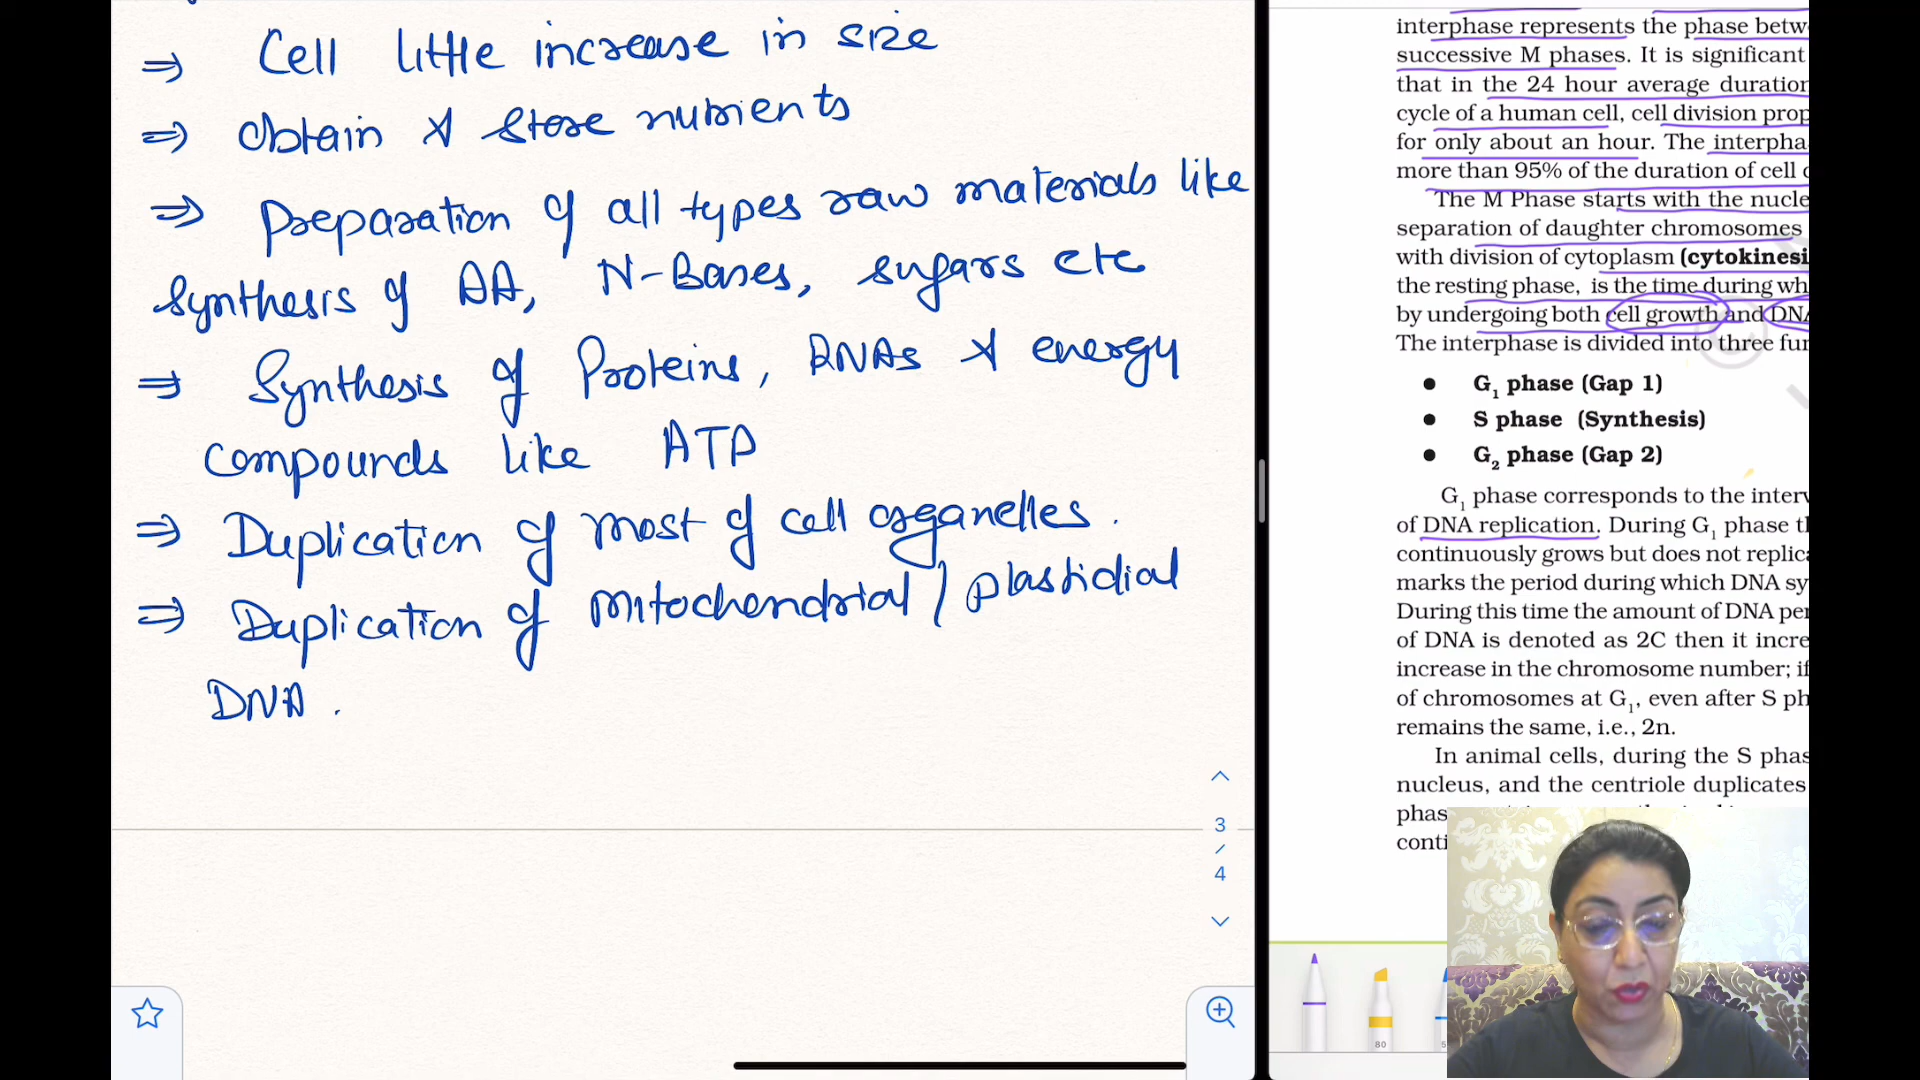 ⇒ Cell little increase in size
⇒ Obtain & store nutrients
⇒ Preparation of all types raw materials like
synthesis of AA, N-Bases, sugars etc
⇒ Synthesis of Proteins, RNAs & energy
compounds like ATP
⇒ Duplication of most of cell organelles.
⇒ Duplication of mitochondrial / plastidial
DNA.
3
/
4
interphase represents the phase betw
successive M phases. It is significant
that in the 24 hour average duration
cycle of a human cell, cell division prop
for only about an hour. The interpha
more than 95% of the duration of cell c
The M Phase starts with the nucle
separation of daughter chromosomes
with division of cytoplasm (cytokinesi
the resting phase, is the time during wh
by undergoing both cell growth and DNA
The interphase is divided into three fur
● G₁ phase (Gap 1)
● S phase (Synthesis)
● G₂ phase (Gap 2)
G₁ phase corresponds to the interv
of DNA replication. During G₁ phase th
continuously grows but does not replica
marks the period during which DNA sy
During this time the amount of DNA per
of DNA is denoted as 2C then it incre
increase in the chromosome number; if
of chromosomes at G₁, even after S ph
remains the same, i.e., 2n.
In animal cells, during the S phas
nucleus, and the centriole duplicates
phas
conti
80